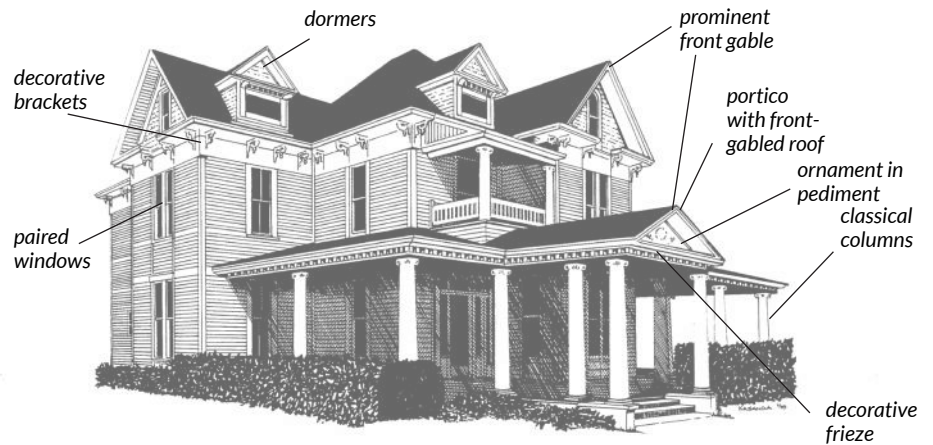 dormers
prominent
front gable
decorative
brackets
portico
with front-
gabled roof
ornament in
pediment
classical
columns
paired
windows
decorative
frieze